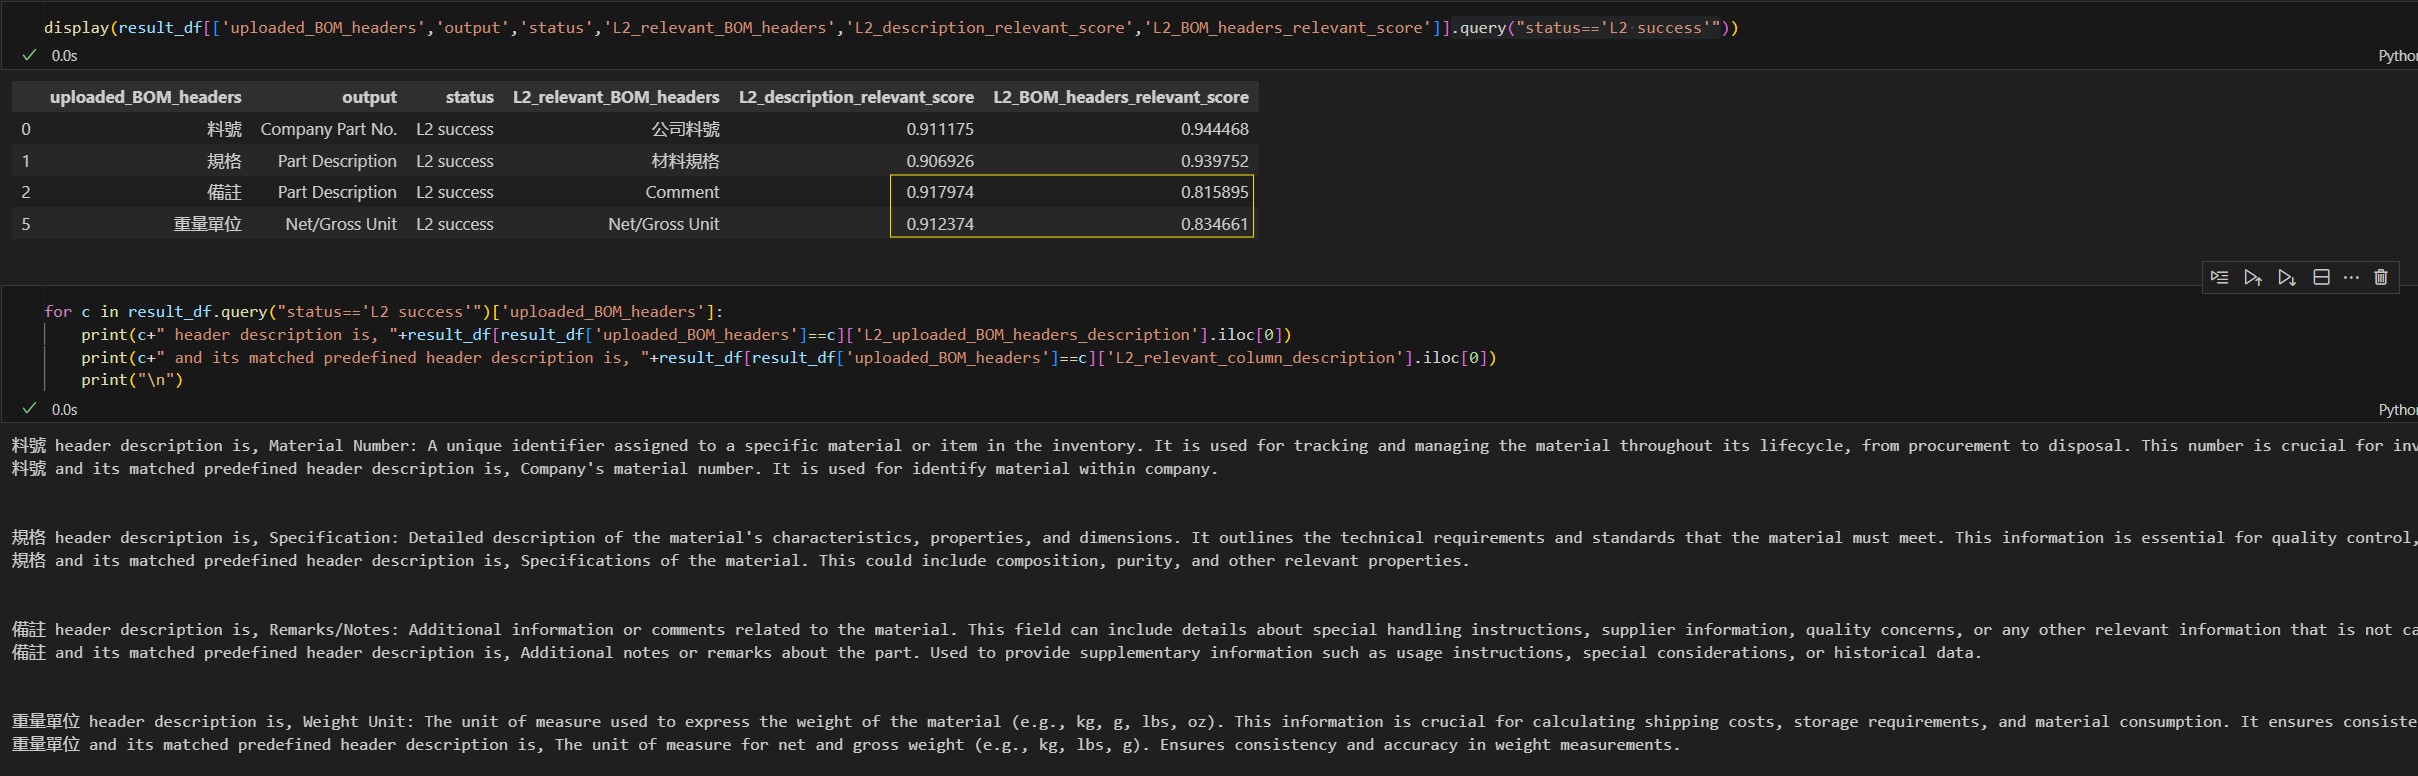 display(result_df[['uploaded_BOM_headers','output','status','L2_relevant_BOM_headers','L2_description_relevant_score','L2_BOM_headers_relevant_score']].query("status=='L2 success'"))
0.0s
uploaded_BOM_headers output status L2_relevant_BOM_headers L2_description_relevant_score L2_BOM_headers_relevant_score
0 料號 Company Part No. L2 success 公司料號 0.911175 0.944468
1 規格 Part Description L2 success 材料規格 0.906926 0.939752
2 備註 Part Description L2 success Comment 0.917974 0.815895
5 重量單位 Net/Gross Unit L2 success Net/Gross Unit 0.912374 0.834661
for c in result_df.query("status=='L2 success'")['uploaded_BOM_headers']:
print(c+" header description is, "+result_df[result_df['uploaded_BOM_headers']==c]['L2_uploaded_BOM_headers_description'].iloc[0])
print(c+" and its matched predefined header description is, "+result_df[result_df['uploaded_BOM_headers']==c]['L2_relevant_column_description'].iloc[0])
print("\n")
0.0s
料號 header description is, Material Number: A unique identifier assigned to a specific material or item in the inventory. It is used for tracking and managing the material throughout its lifecycle, from procurement to disposal. This number is crucial for
料號 and its matched predefined header description is, Company's material number. It is used for identify material within company.
規格 header description is, Specification: Detailed description of the material's characteristics, properties, and dimensions. It outlines the technical requirements and standards that the material must meet. This information is essential for quality control,
規格 and its matched predefined header description is, Specifications of the material. This could include composition, purity, and other relevant properties.
備註 header description is, Remarks/Notes: Additional information or comments related to the material. This field can include details about special handling instructions, supplier information, quality concerns, or any other relevant information that is not
備註 and its matched predefined header description is, Additional notes or remarks about the part. Used to provide supplementary information such as usage instructions, special considerations, or historical data.
重量單位 header description is, Weight Unit: The unit of measure used to express the weight of the material (e.g., kg, g, lbs, oz). This information is crucial for calculating shipping costs, storage requirements, and material consumption. It ensures
重量單位 and its matched predefined header description is, The unit of measure for net and gross weight (e.g., kg, lbs, g). Ensures consistency and accuracy in weight measurements.